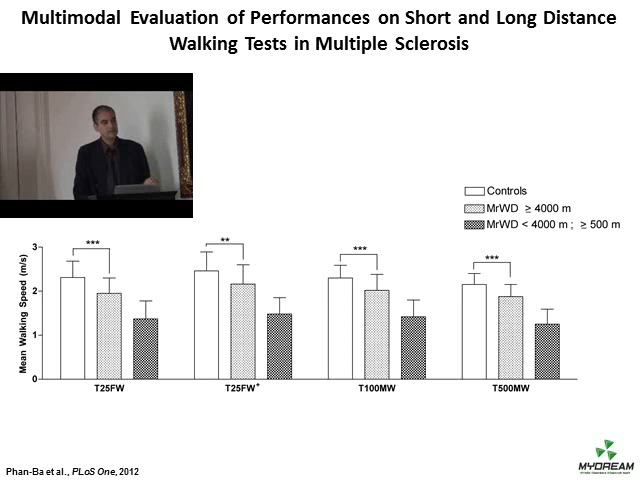 Multimodal Evaluation of Performances on Short and Long Distance
Walking Tests in Multiple Sclerosis
Controls
MrWD ≥ 4000 m
MrWD < 4000 m ; ≥ 500 m
Mean Walking Speed (m/s)
3
2
1
0
***
**
***
***
T25FW
T25FW+
T100MW
T500MW
Phan-Ba et al., PLoS One, 2012
MYDREAM